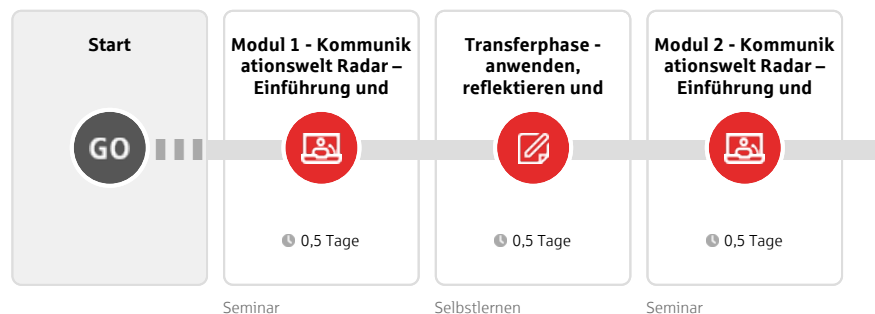 Start
GO
Modul 1 - Kommunik
ationswelt Radar –
Einführung und
0,5 Tage
Seminar
Transferphase -
anwenden,
reflektieren und
0,5 Tage
Selbstlernen
Modul 2 - Kommunik
ationswelt Radar –
Einführung und
0,5 Tage
Seminar